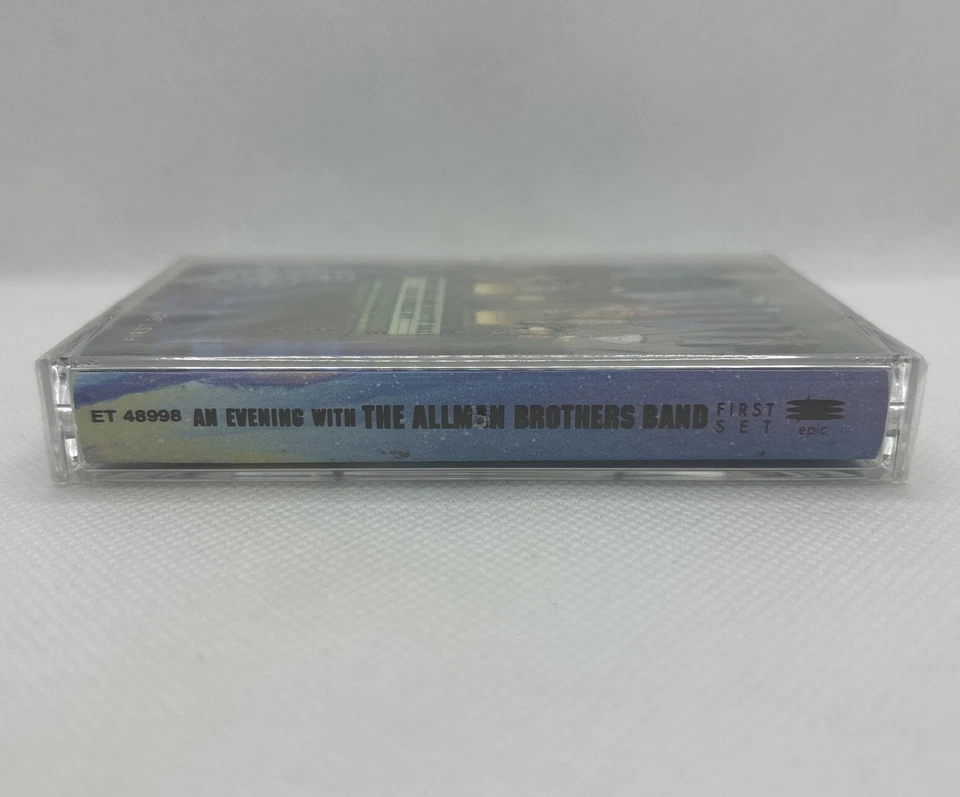 ET 48998 AN EVENING WITH THE ALLMAN BROTHERS BAND FIRST SET epic